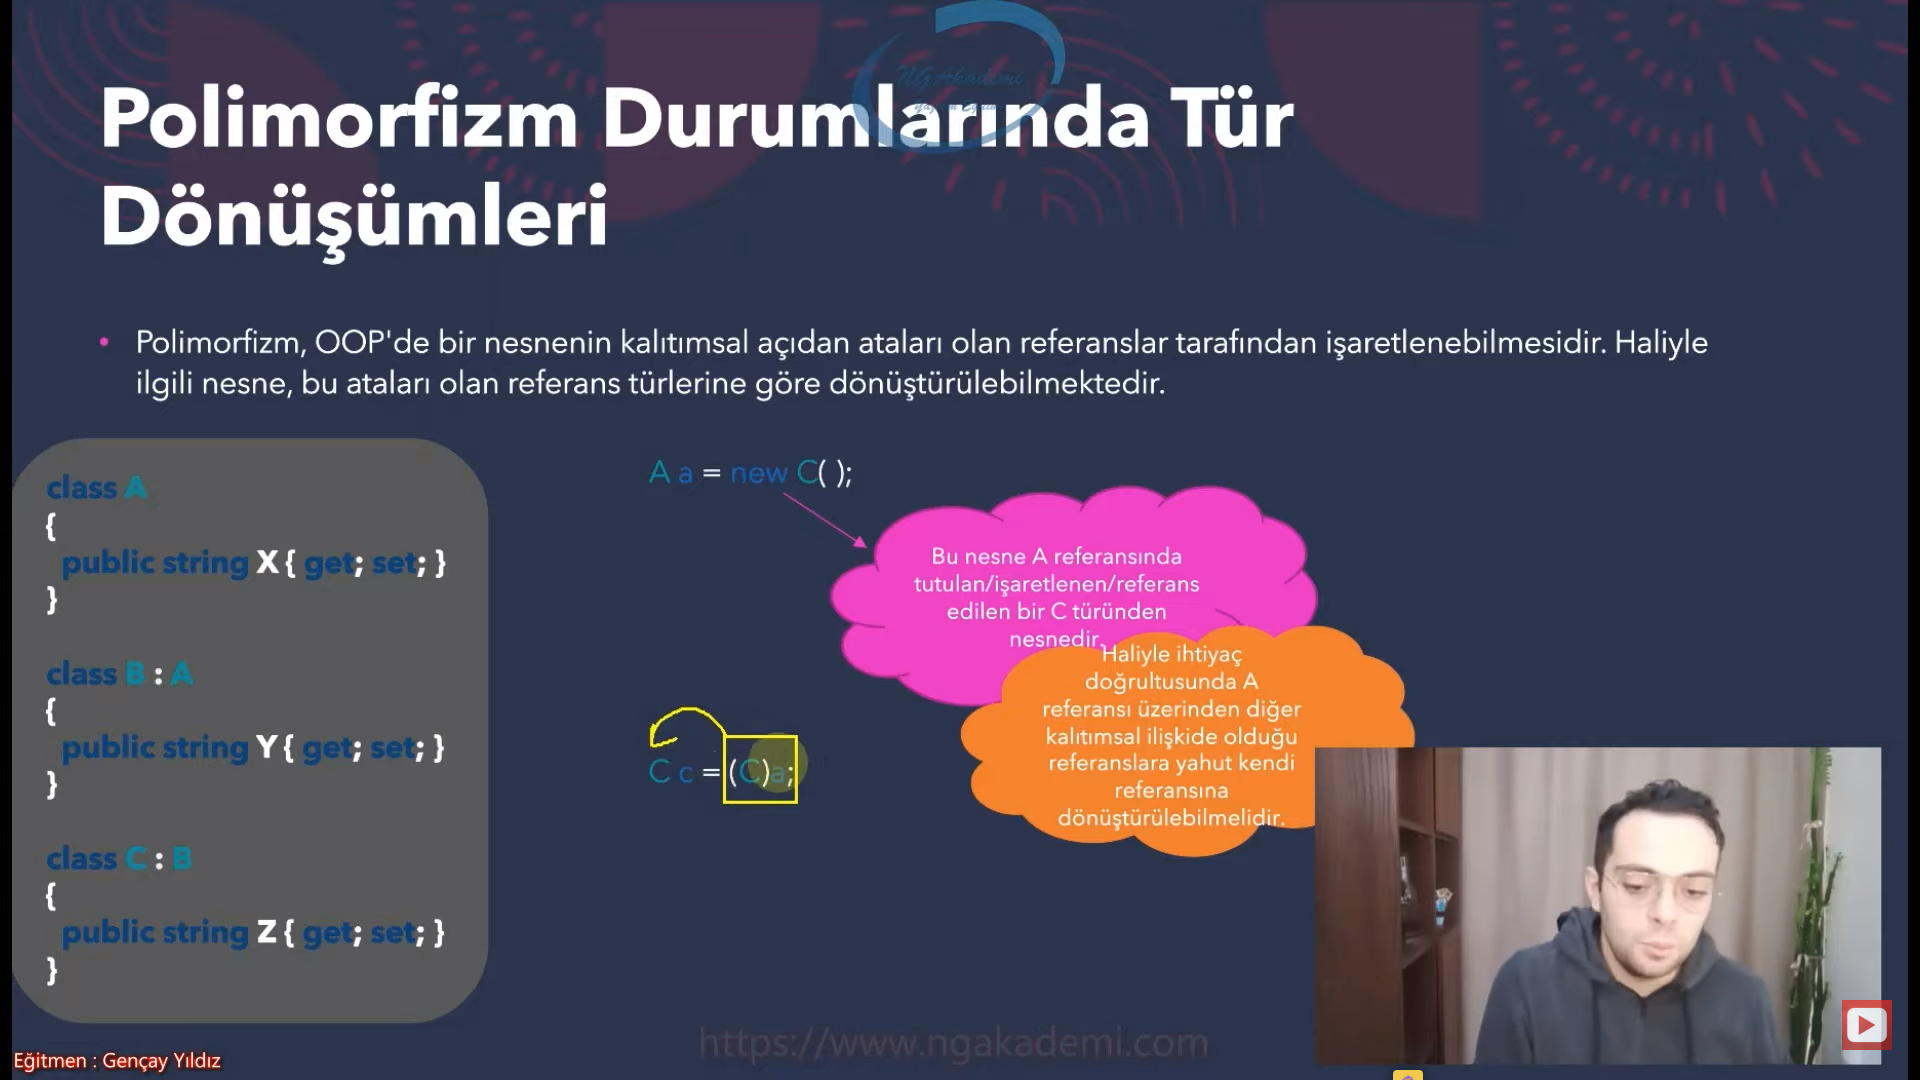 NGAkademi
Polimorfizm Durumlarında Tür
Dönüşümleri
• Polimorfizm, OOP'de bir nesnenin kalıtımsal açıdan ataları olan referanslar tarafından işaretlenebilmesidir. Haliyle
ilgili nesne, bu ataları olan referans türlerine göre dönüştürülebilmektedir.
class A
{
public string X { get; set; }
}
class B : A
{
public string Y { get; set; }
}
class C : B
{
public string Z { get; set; }
}
A a = new C( );
Bu nesne A referansında
tutulan/işaretlenen/referans
edilen bir C türünden
nesnedir.
Haliyle ihtiyaç
doğrultusunda A
referansı üzerinden diğer
kalıtımsal ilişkide olduğu
referanslara yahut kendi
referansına
dönüştürülebilmelidir.
C c = (C)a;
https://www.ngakademi.com
Eğitmen : Gençay Yıldız